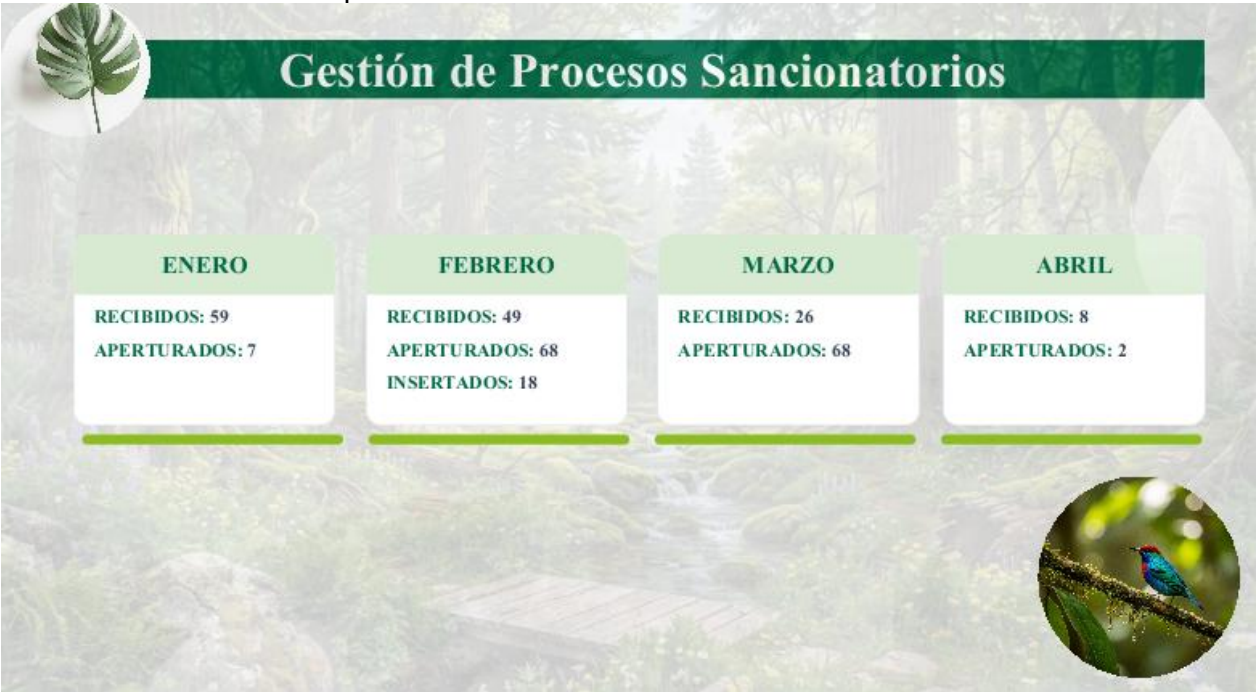 Gestión de Procesos Sancionatorios
ENERO
RECIBIDOS: 59
APERTURADOS: 7
FEBRERO
RECIBIDOS: 49
APERTURADOS: 68
INSERTADOS: 18
MARZO
RECIBIDOS: 26
APERTURADOS: 68
ABRIL
RECIBIDOS: 8
APERTURADOS: 2